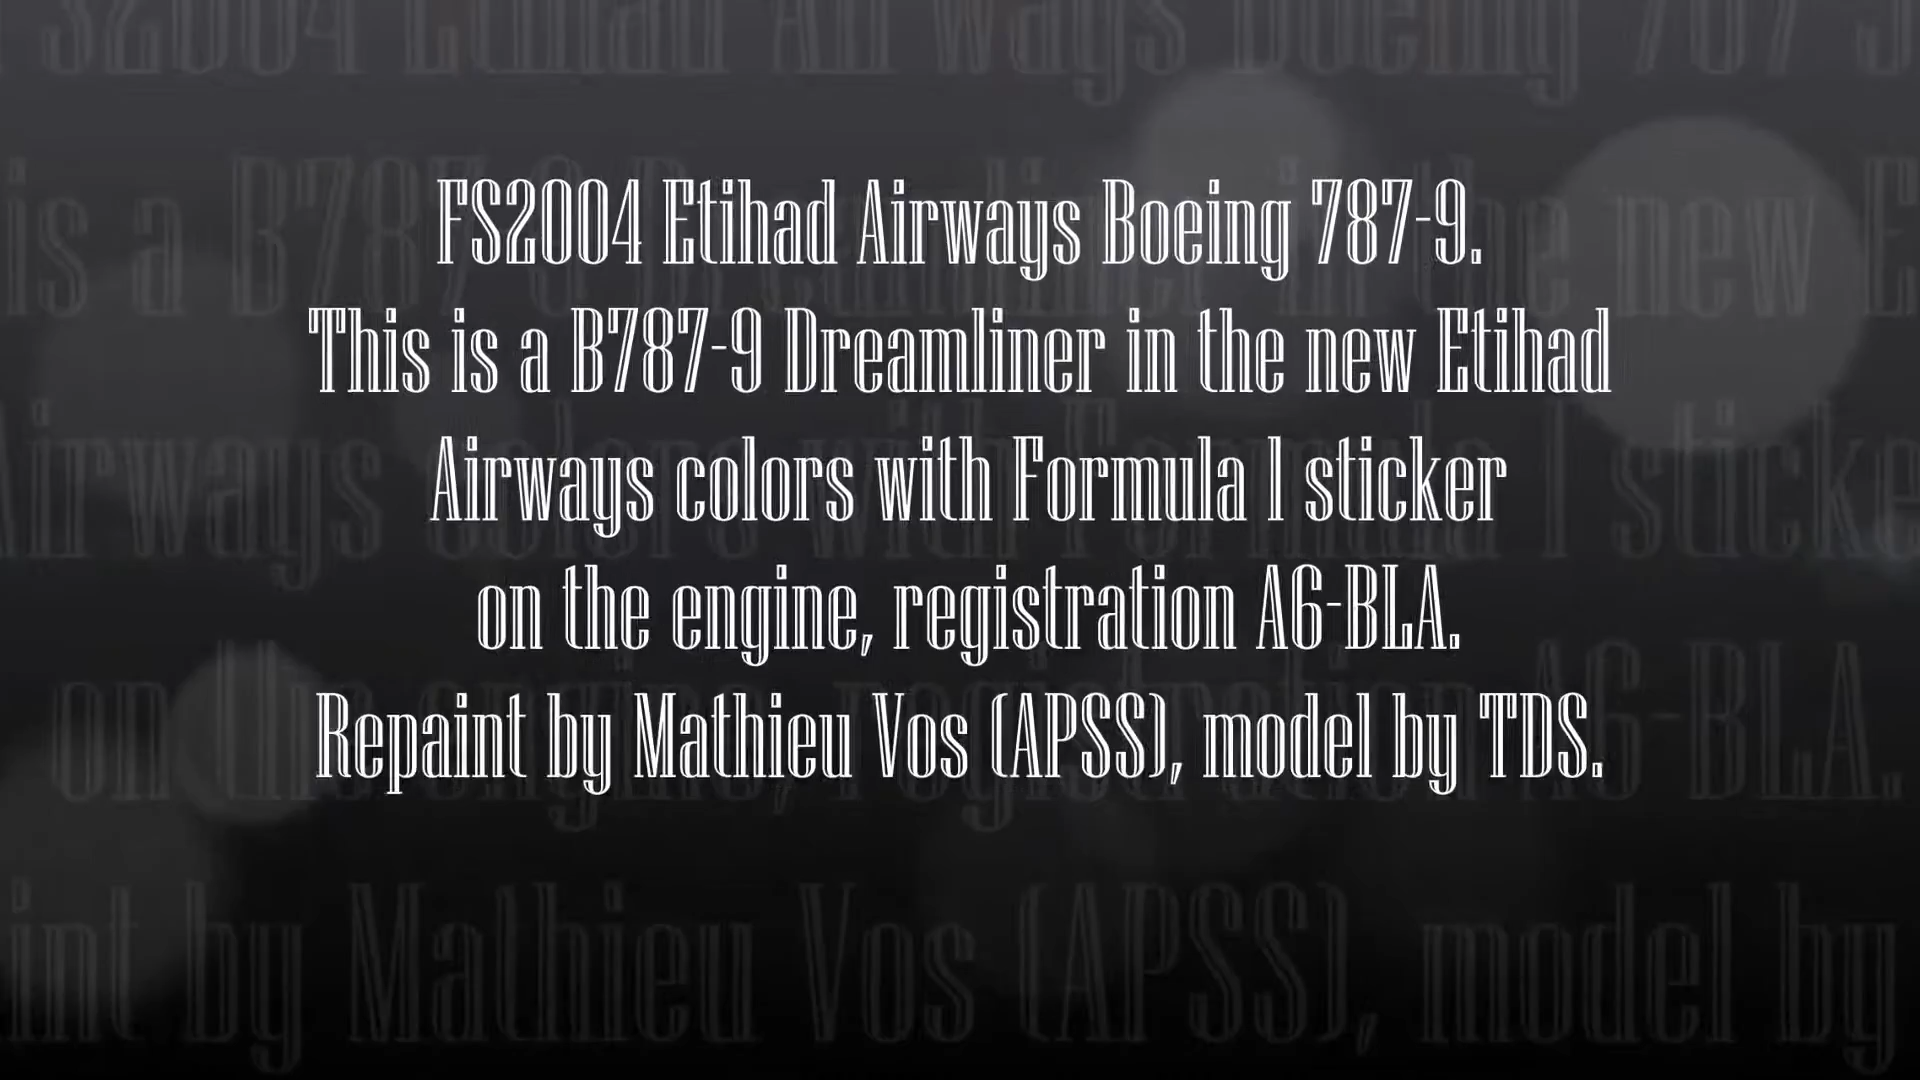 FS2004 Etihad Airways Boeing 787-9.
This is a B787-9 Dreamliner in the new Etihad
Airways colors with Formula 1 sticker
on the engine, registration A6-BLA.
Repaint by Mathieu Vos (APSS), model by TDS.